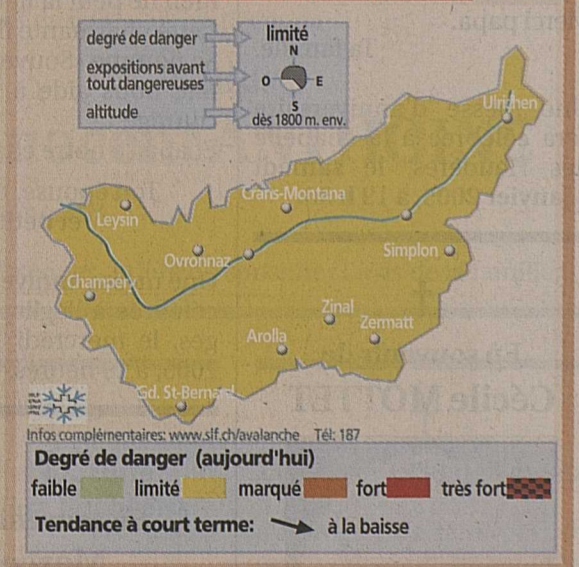 degré de danger
limité
N
expositions avant
tout dangereuses
O
E
S
altitude
dès 1800 m. env.
Ulrichen
Crans-Montana
Leysin
Ovronnaz
Simplon
Champéry
Zinal
Zermatt
Arolla
Gd. St-Bernard
Infos complémentaires: www.slf.ch/avalanche Tél: 187
Degré de danger (aujourd'hui)
faible limité marqué fort très fort
Tendance à court terme: à la baisse